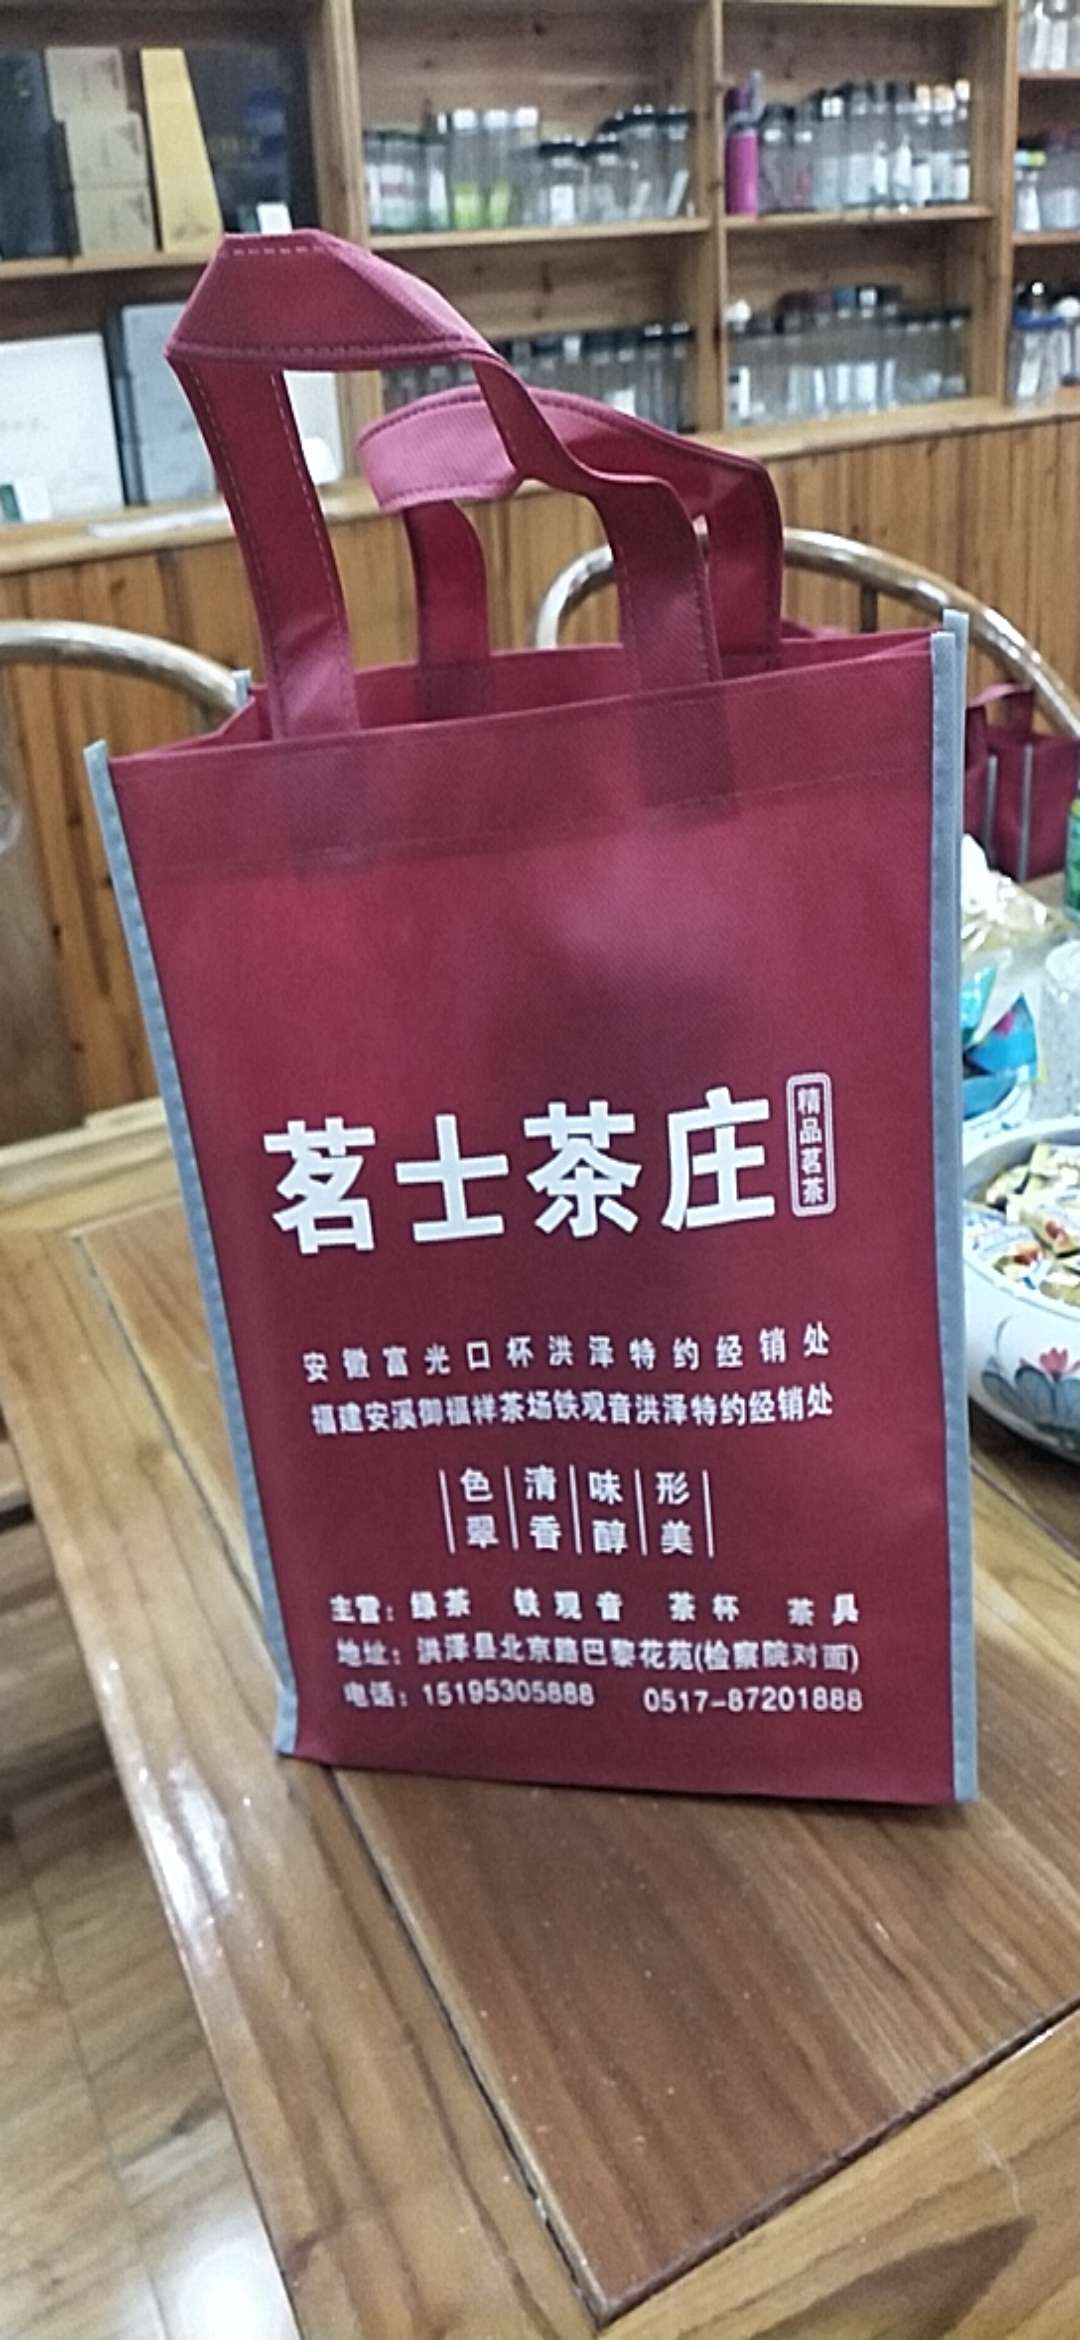 茗士茶庄
精品茗茶
安徽富光口杯洪泽特约经销处
福建安溪御福祥茶场铁观音洪泽特约经销处
色翠 清香 味醇 形美
主营：绿茶 铁观音 茶杯 茶具
地址：洪泽县北京路巴黎花苑(检察院对面)
电话：15195305888 0517-87201888